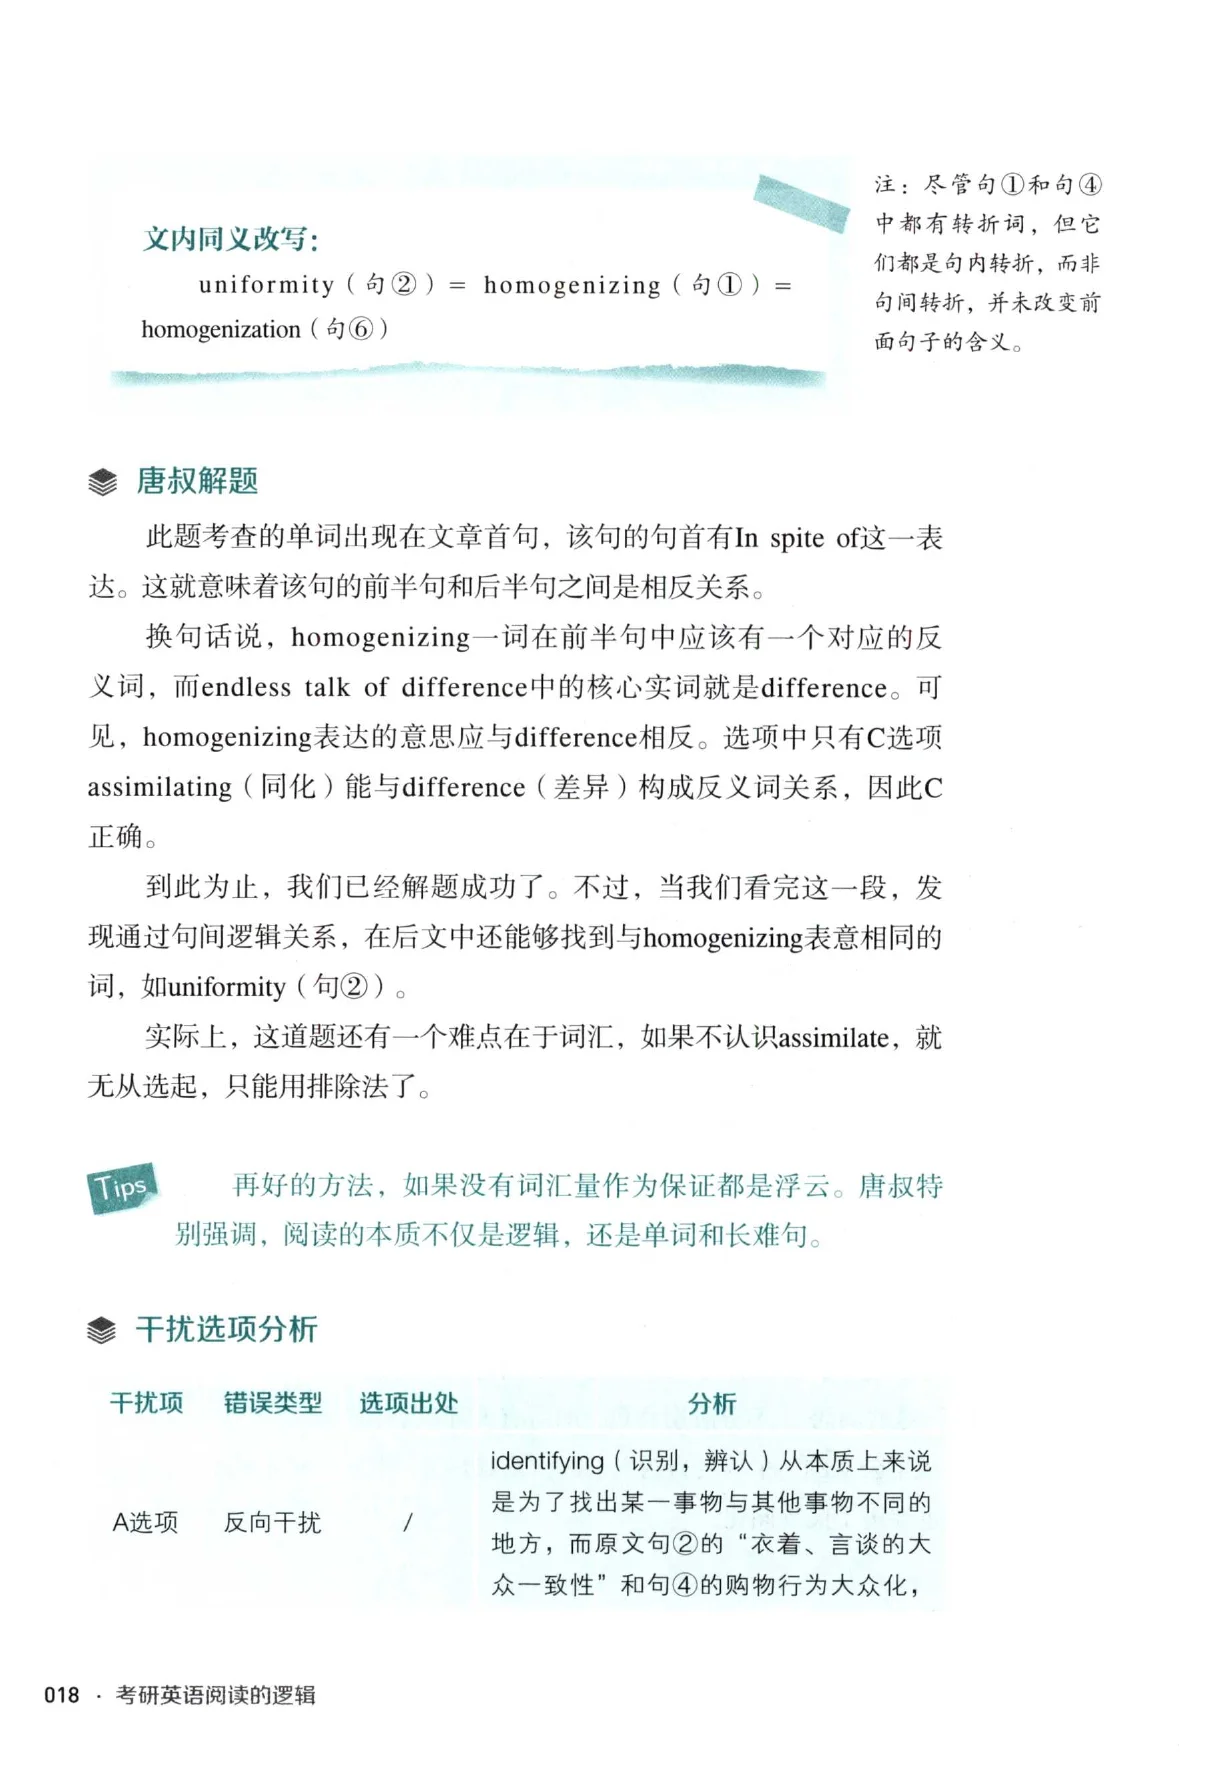 文内同义改写：
uniformity（句②）= homogenizing（句①）=
homogenization（句⑥）
注：尽管句①和句④
中都有转折词，但它
们都是句内转折，而非
句间转折，并未改变前
面句子的含义。
唐叔解题
此题考查的单词出现在文章首句，该句的句首有In spite of这一表
达。这就意味着该句的前半句和后半句之间是相反关系。
换句话说，homogenizing一词在前半句中应该有一个对应的反
义词，而endless talk of difference中的核心实词就是difference。可
见，homogenizing表达的意思应与difference相反。选项中只有C选项
assimilating（同化）能与difference（差异）构成反义词关系，因此C
正确。
到此为止，我们已经解题成功了。不过，当我们看完这一段，发
现通过句间逻辑关系，在后文中还能够找到与homogenizing表意相同的
词，如uniformity（句②）。
实际上，这道题还有一个难点在于词汇，如果不认识assimilate，就
无从选起，只能用排除法了。
Tips
再好的方法，如果没有词汇量作为保证都是浮云。唐叔特
别强调，阅读的本质不仅是逻辑，还是单词和长难句。
干扰选项分析
干扰项 错误类型 选项出处 分析
A选项 反向干扰 /
identifying（识别，辨认）从本质上来说
是为了找出某一事物与其他事物不同的
地方，而原文句②的“衣着、言谈的大
众一致性”和句④的购物行为大众化，
018 · 考研英语阅读的逻辑